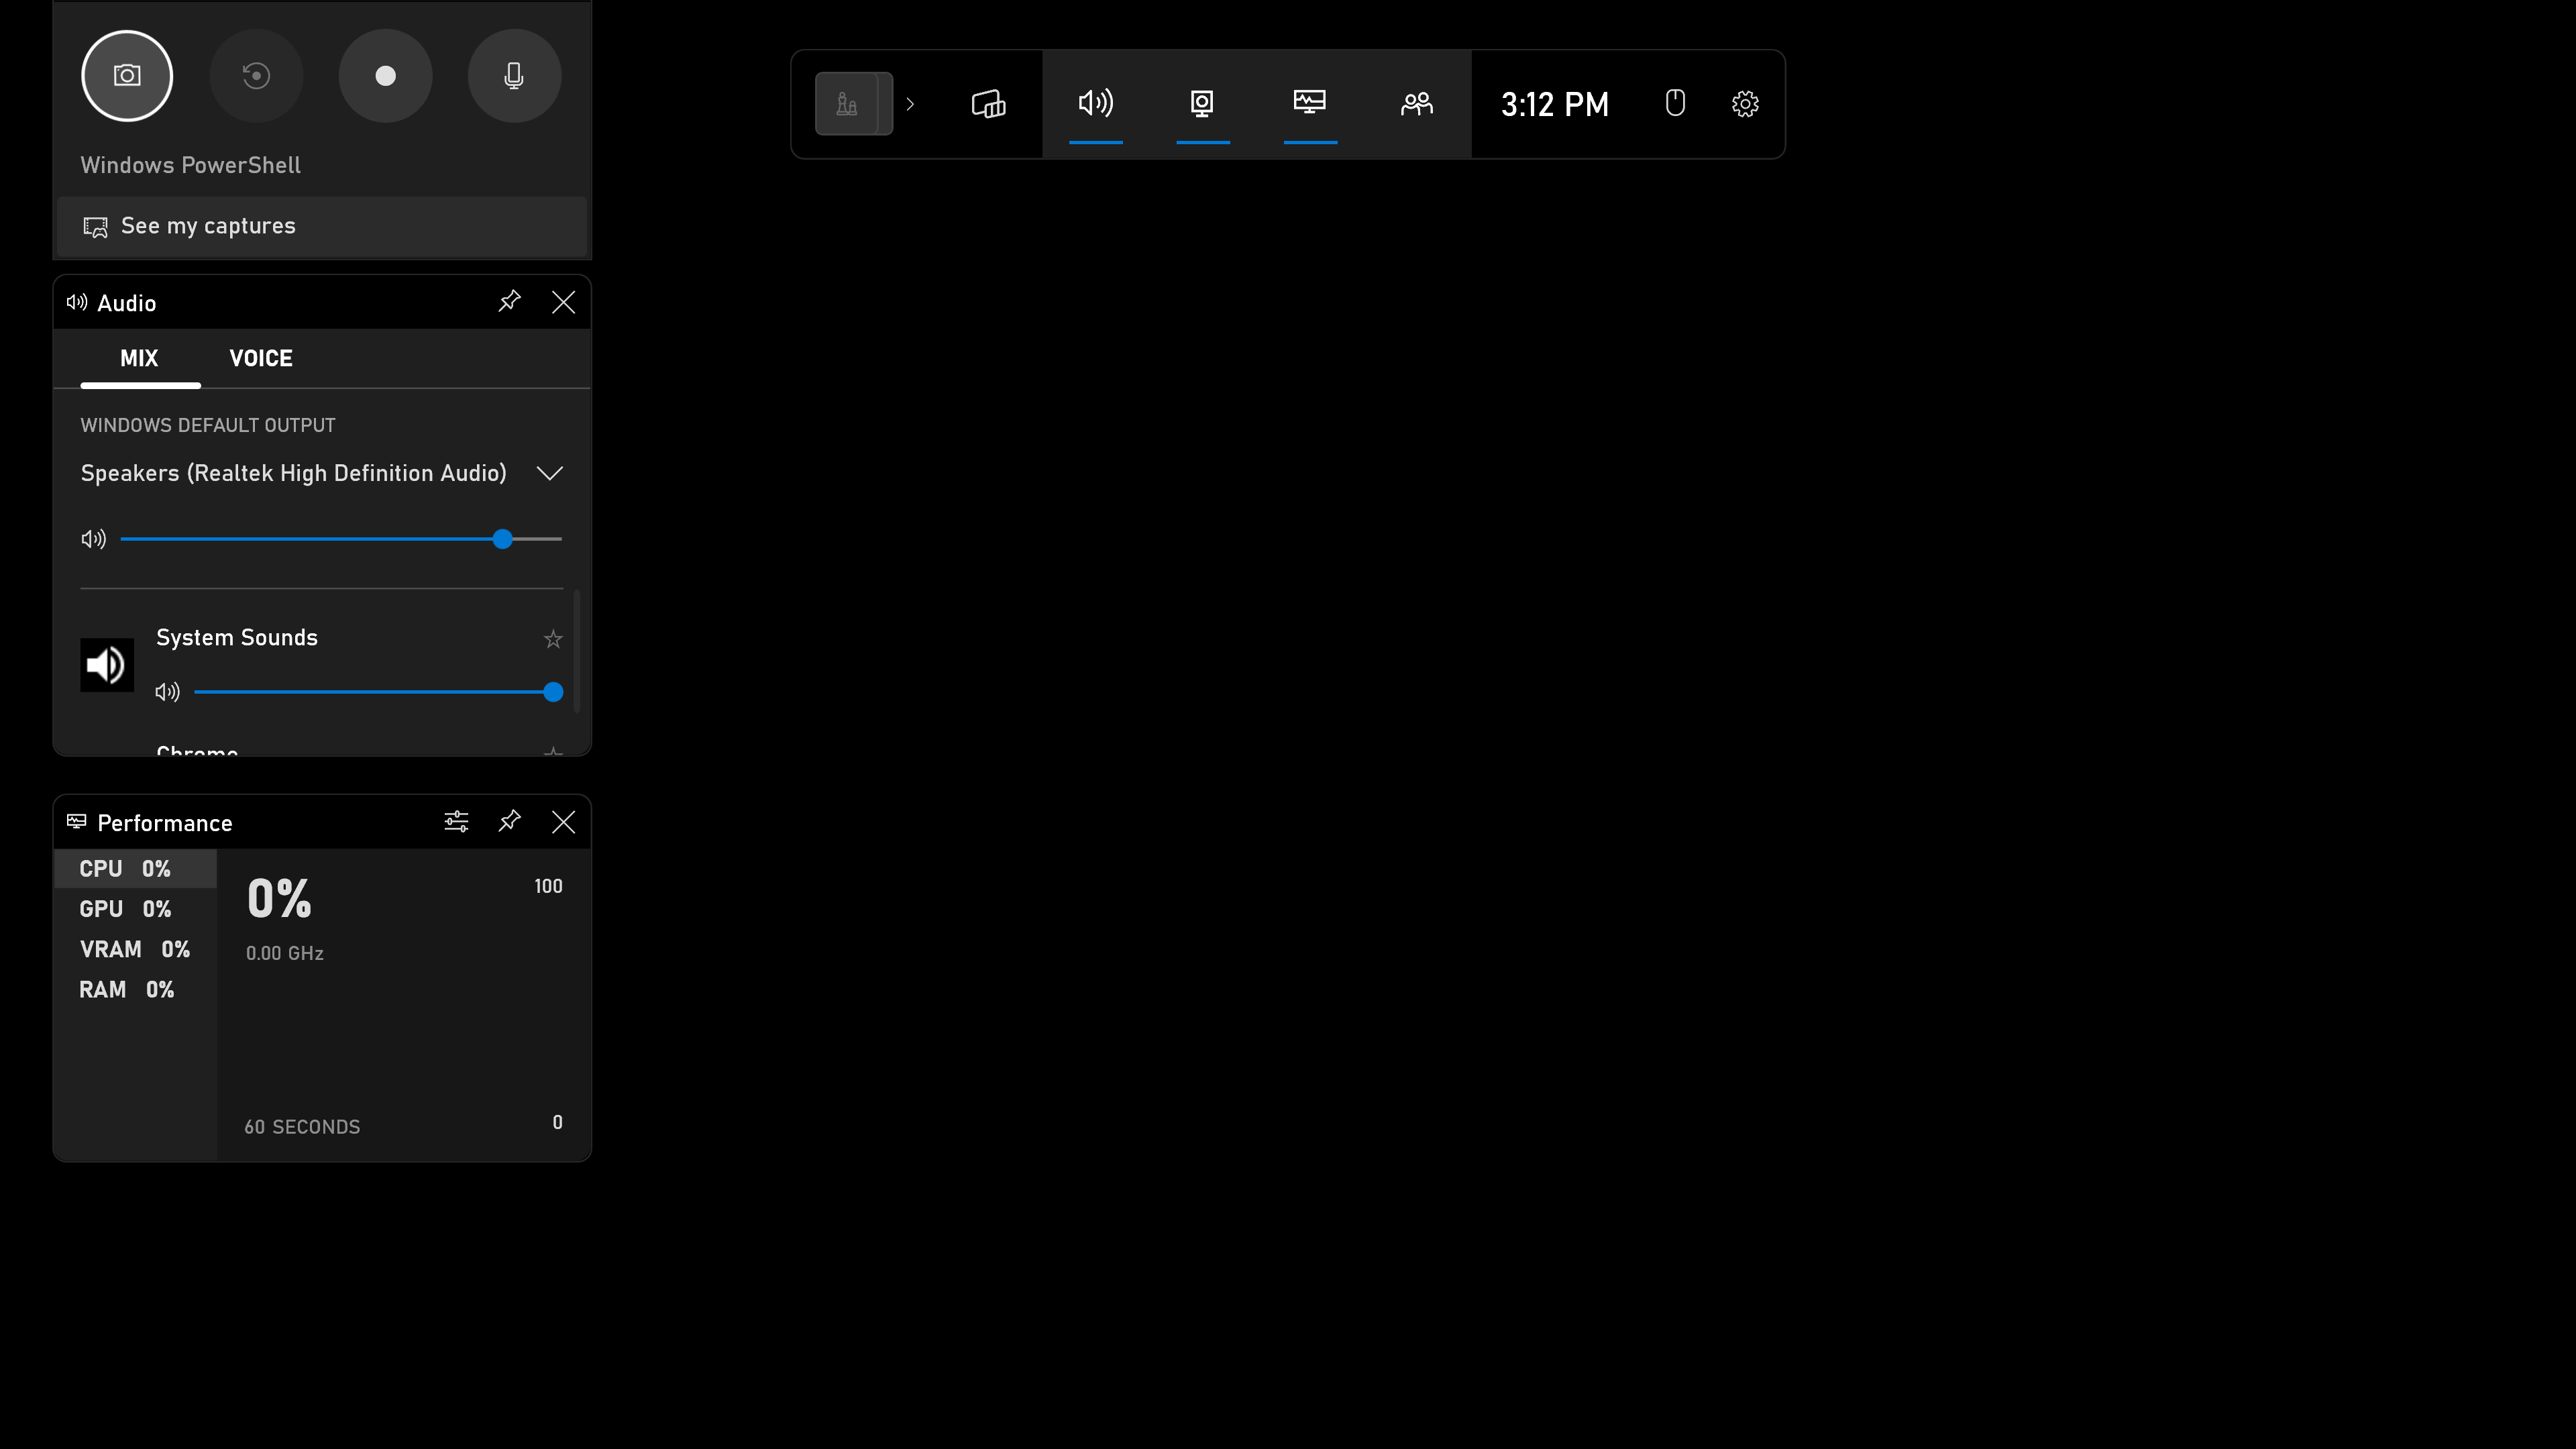 3:12 PM
Windows PowerShell
See my captures
Audio
MIX VOICE
WINDOWS DEFAULT OUTPUT
Speakers (Realtek High Definition Audio)
System Sounds
Chrome
Performance
CPU 0%
GPU 0%
VRAM 0%
RAM 0%
0%
100
0.00 GHz
60 SECONDS
0